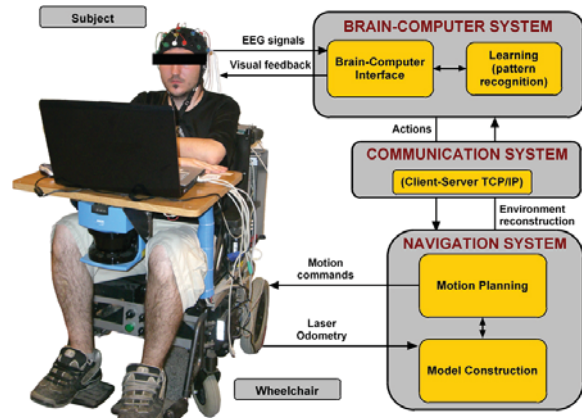 Subject
BRAIN-COMPUTER SYSTEM
EEG signals
Visual feedback
Brain-Computer
Interface
Learning
(pattern
recognition)
Actions
COMMUNICATION SYSTEM
(Client-Server TCP/IP)
Environment
reconstruction
NAVIGATION SYSTEM
Motion
commands
Motion Planning
Laser
Odometry
Model Construction
Wheelchair